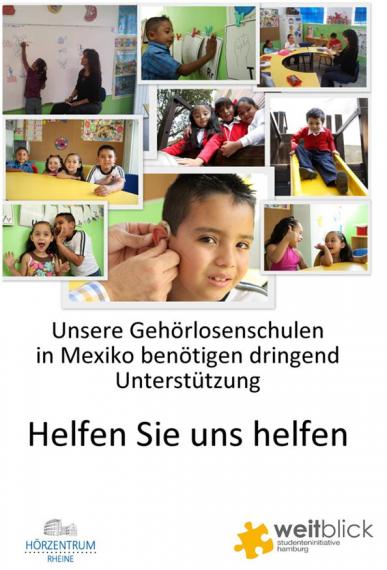 Unsere Gehörlosenschulen
in Mexiko benötigen dringend
Unterstützung
Helfen Sie uns helfen
HÖRZENTRUM
RHEINE
weitblick
studenteninitiative
hamburg